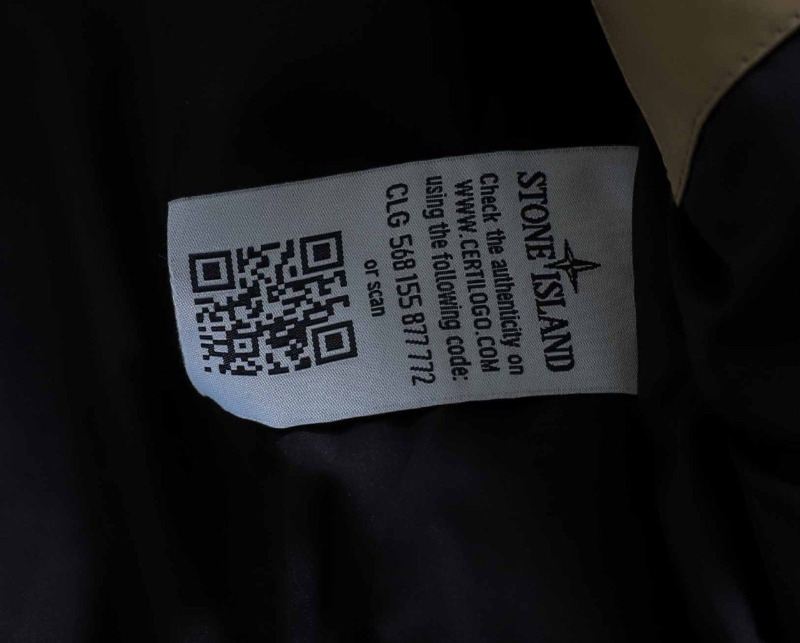 STONE ISLAND
Check the authenticity on
WWW.CERTILOGO.COM
using the following code:
CLG 568 155 877 772
or scan